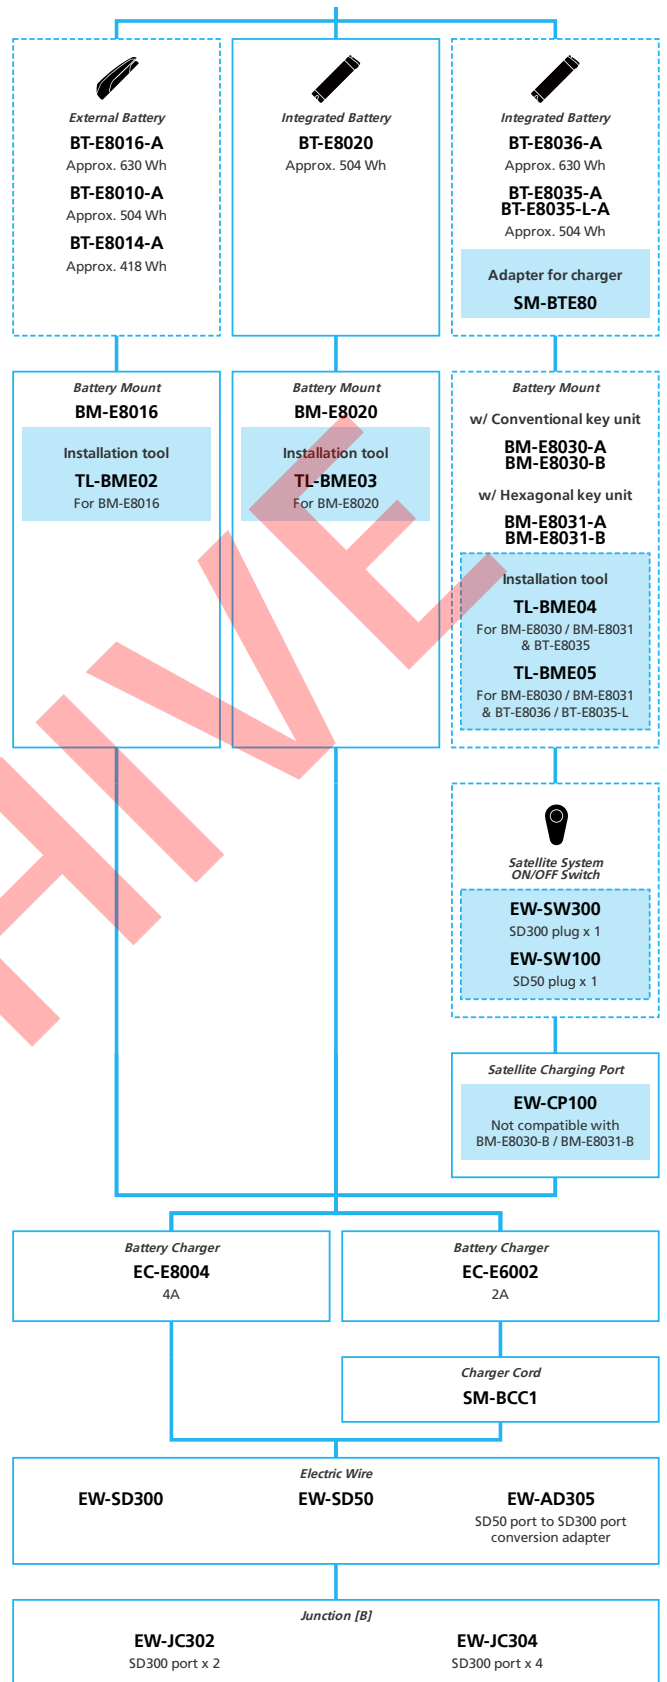 External Battery
BT-E8016-A
Approx. 630 Wh
BT-E8010-A
Approx. 504 Wh
BT-E8014-A
Approx. 418 Wh
Integrated Battery
BT-E8020
Approx. 504 Wh
Integrated Battery
BT-E8036-A
Approx. 630 Wh
BT-E8035-A
BT-E8035-L-A
Approx. 504 Wh
Adapter for charger
SM-BTE80
Battery Mount
BM-E8016
Installation tool
TL-BME02
For BM-E8016
Battery Mount
BM-E8020
Installation tool
TL-BME03
For BM-E8020
Battery Mount
w/ Conventional key unit
BM-E8030-A
BM-E8030-B
w/ Hexagonal key unit
BM-E8031-A
BM-E8031-B
Installation tool
TL-BME04
For BM-E8030 / BM-E8031
& BT-E8035
TL-BME05
For BM-E8030 / BM-E8031
& BT-E8036 / BT-E8035-L
Satellite System
ON/OFF Switch
EW-SW300
SD300 plug x 1
EW-SW100
SD50 plug x 1
Satellite Charging Port
EW-CP100
Not compatible with
BM-E8030-B / BM-E8031-B
Battery Charger
EC-E8004
4A
Battery Charger
EC-E6002
2A
Charger Cord
SM-BCC1
Electric Wire
EW-SD300
EW-SD50
EW-AD305
SD50 port to SD300 port
conversion adapter
Junction [B]
EW-JC302
SD300 port x 2
EW-JC304
SD300 port x 4
HIVE